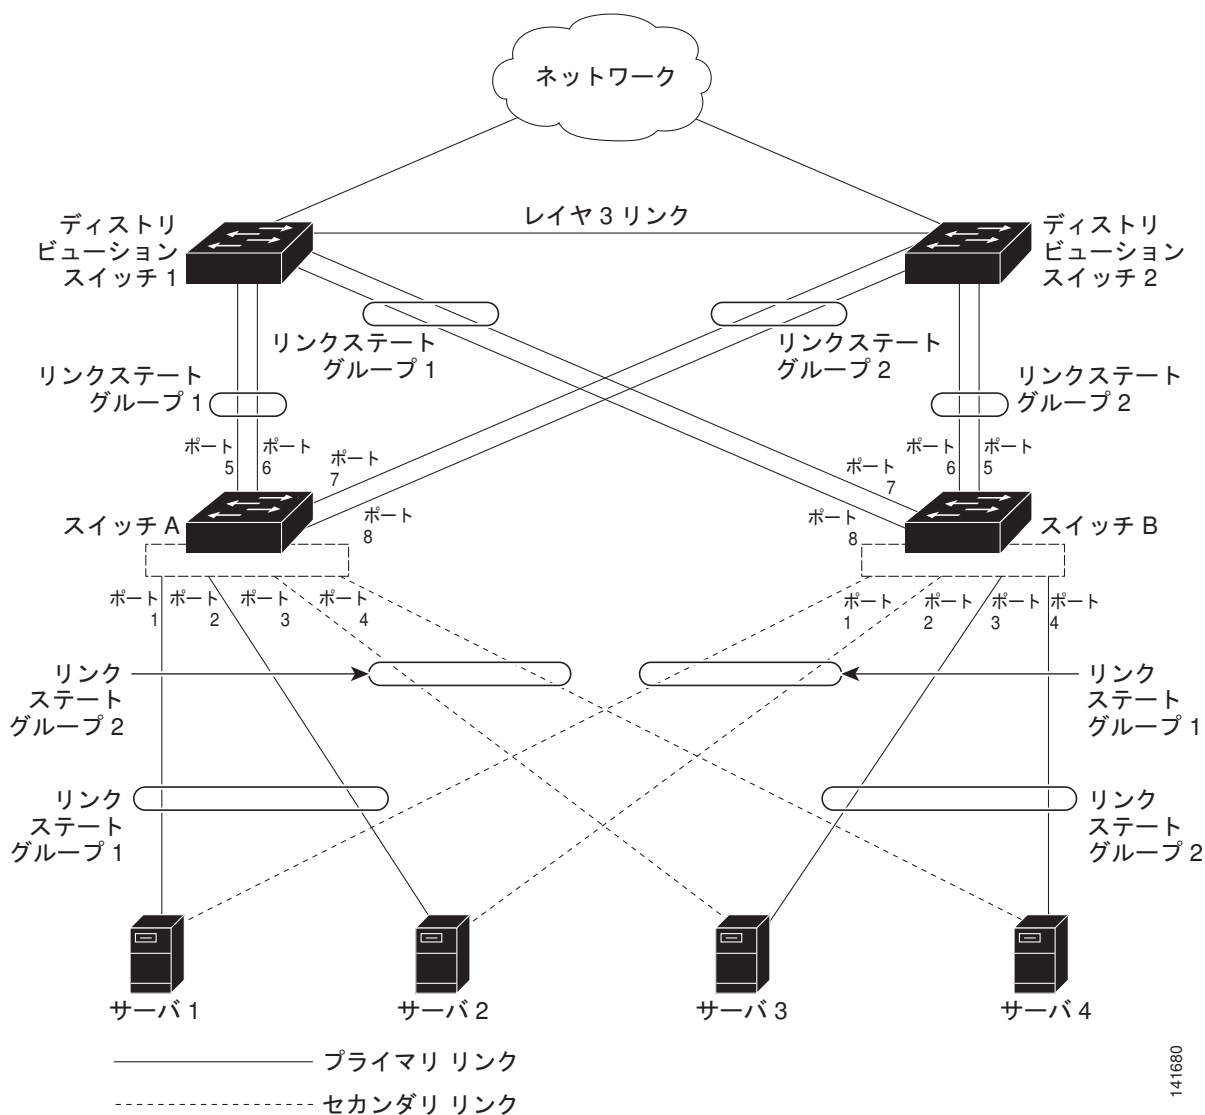 ネットワーク
レイヤ 3 リンク
ディストリ
ビューション
スイッチ 1
ディストリ
ビューション
スイッチ 2
リンクステート
グループ 1
リンクステート
グループ 2
リンクステート
グループ 1
リンクステート
グループ 2
ポート
5
ポート
6
ポート
7
ポート
8
ポート
7
ポート
8
ポート
6
ポート
5
スイッチ A
スイッチ B
ポート
1
ポート
2
ポート
3
ポート
4
ポート
1
ポート
2
ポート
3
ポート
4
リンク
ステート
グループ 2
リンク
ステート
グループ 1
リンク
ステート
グループ 1
リンク
ステート
グループ 2
サーバ 1
サーバ 2
サーバ 3
サーバ 4
プライマリ リンク
セカンダリ リンク
141680